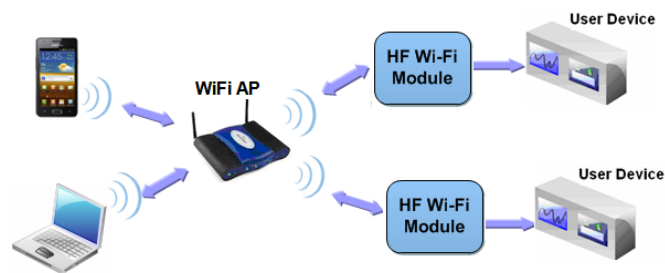 User Device
HF Wi-Fi
Module
WiFi AP
User Device
HF Wi-Fi
Module